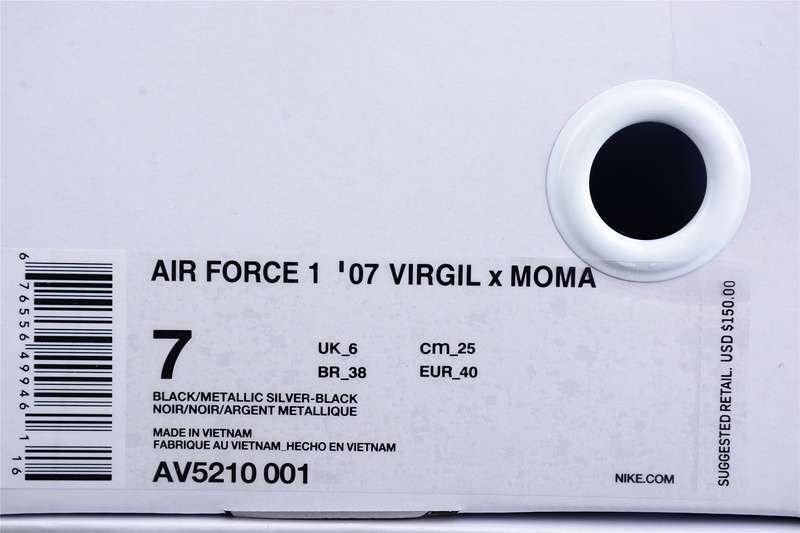 AIR FORCE 1 '07 VIRGIL x MOMA
7
UK_6 cm_25
BR_38 EUR_40
BLACK/METALLIC SILVER-BLACK
NOIR/NOIR/ARGENT METALLIQUE
MADE IN VIETNAM
FABRIQUE AU VIETNAM_HECHO EN VIETNAM
AV5210 001
NIKE.COM
SUGGESTED RETAIL. USD $150.00
6 76556 49946 1 16